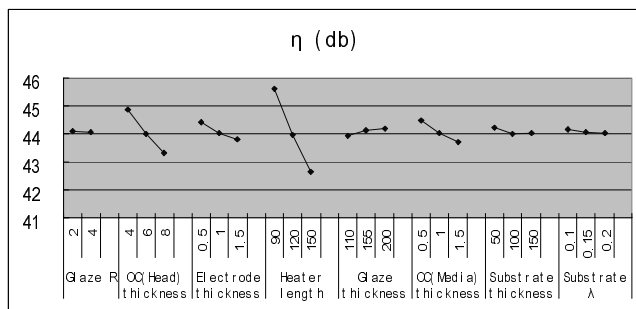 η (db)
46
45
44
43
42
41
2 4 4 6 8 0.5 1 1.5 90 120 150 110 155 200 0.5 1 1.5 50 100 150 0.1 0.15 0.2
Glaze R OC(Head) Electrode Heater Glaze OC(Media) Substrate Substrate
thickness thickness length thickness thickness thickness λ